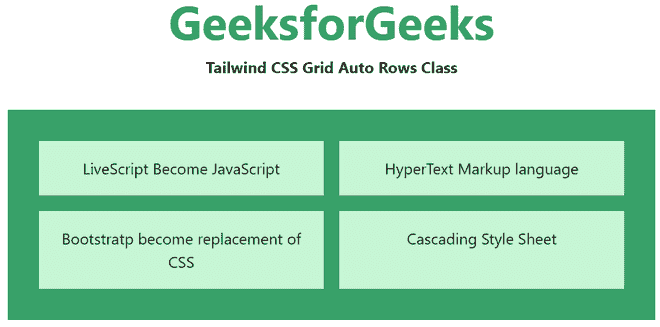 GeeksforGeeks
Tailwind CSS Grid Auto Rows Class
LiveScript Become JavaScript
HyperText Markup language
Bootstratp become replacement of
CSS
Cascading Style Sheet